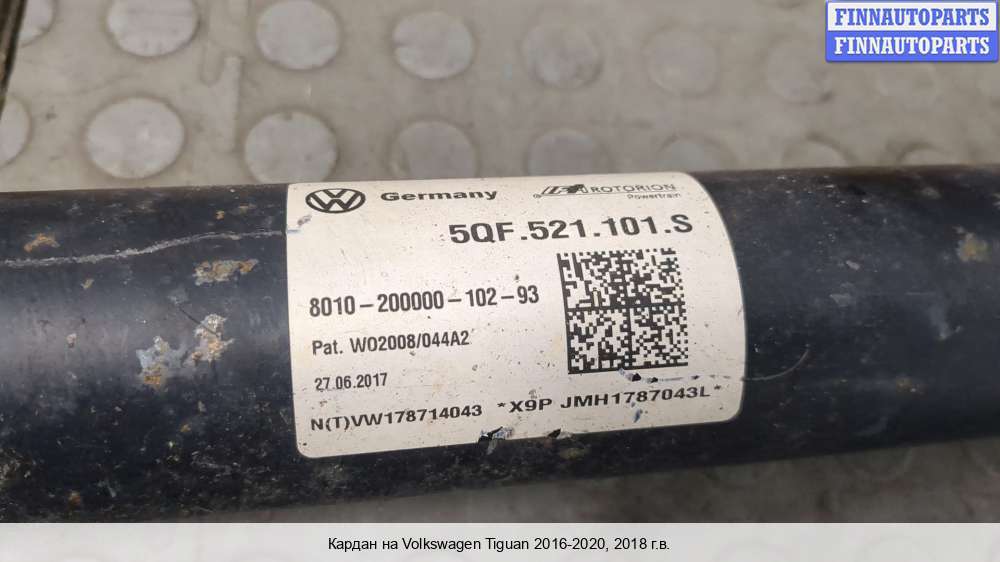 FINNAUTOPARTS
FINNAUTOPARTS
Germany
ROTORION
Powertrain
5QF.521.101.S
8010-200000-102-93
Pat. WO2008/044A2
27.06.2017
N(T)VW178714043 *X9P JMH1787043L*
Кардан на Volkswagen Tiguan 2016-2020, 2018 г.в.